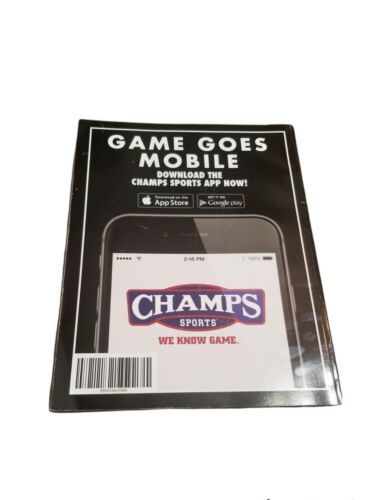 GAME GOES
MOBILE
DOWNLOAD THE
CHAMPS SPORTS APP NOW!
Download on the
App Store
GET IT ON
Google play
2:45 PM
100%
CHAMPS
SPORTS
WE KNOW GAME.